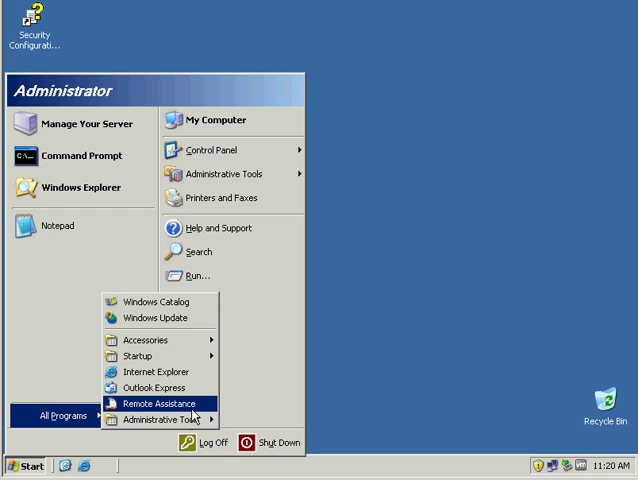 Security
Configurati...
Administrator
Manage Your Server
Command Prompt
Windows Explorer
Notepad
My Computer
Control Panel
Administrative Tools
Printers and Faxes
Help and Support
Search
Run...
Windows Catalog
Windows Update
Accessories
Startup
Internet Explorer
Outlook Express
Remote Assistance
Administrative Tools
All Programs
Log Off
Shut Down
Recycle Bin
Start
11:20 AM